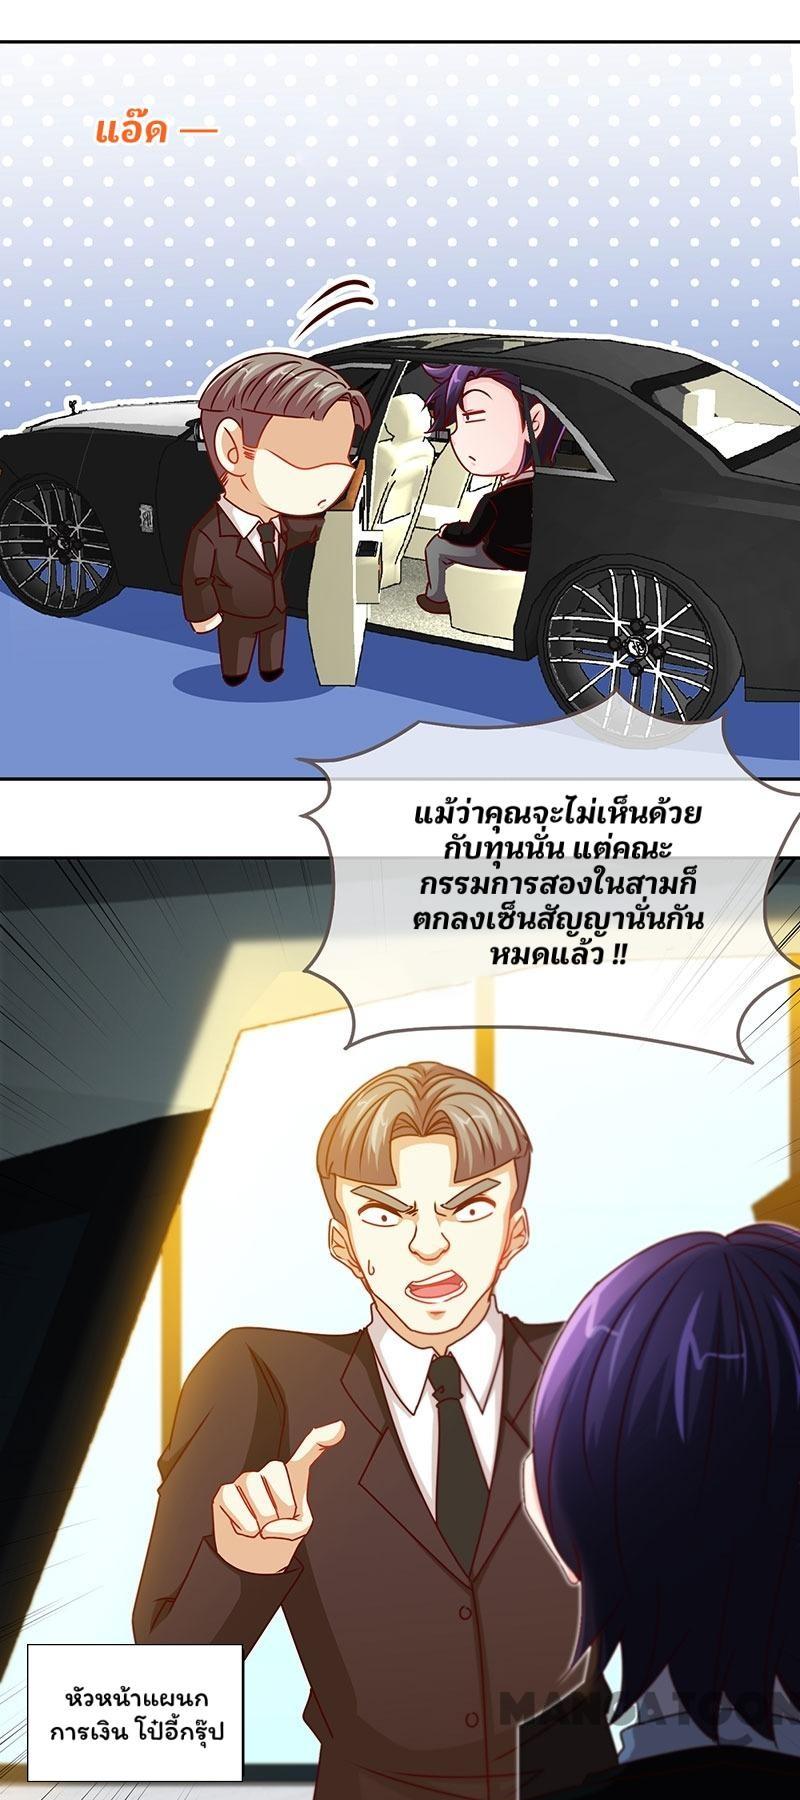 แอ๊ด —
แม้ว่าคุณจะไม่เห็นด้วย
กับทุนนั่น แต่คณะ
กรรมการสองในสามก็
ตกลงเซ็นสัญญานั่นกัน
หมดแล้ว !!
หัวหน้าแผนก
การเงิน โป๋อี้กรุ๊ป
MANGATOON